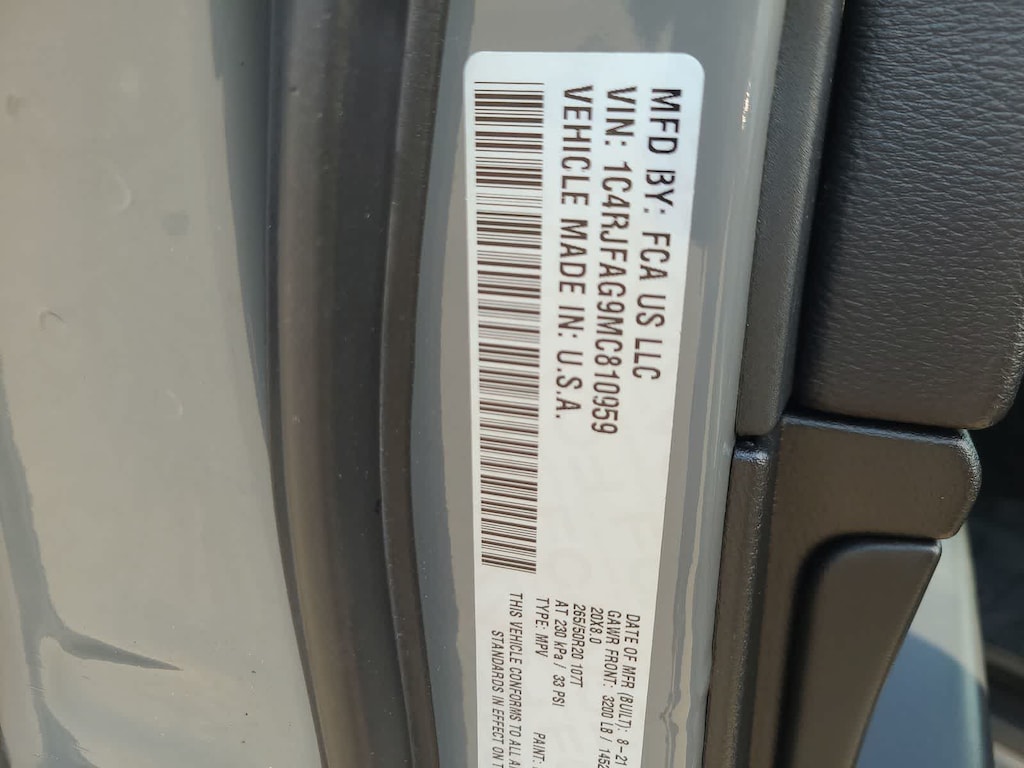 MFD BY: FCA US LLC
VIN: 1C4RJFAG9MC810959
VEHICLE MADE IN: U.S.A.
DATE OF MFR (BUILT): 8-21
GAWR FRONT: 3200 LB / 1452
20X8.0
265/50R20 107T
AT 230 kPa / 33 PSI
TYPE: MPV PAINT:
THIS VEHICLE CONFORMS TO ALL
STANDARDS IN EFFECT ON